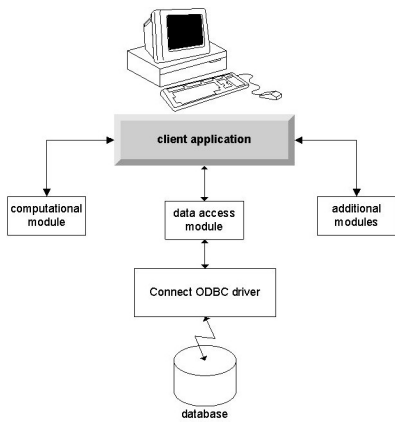 client application
computational
module
data access
module
additional
modules
Connect ODBC driver
database